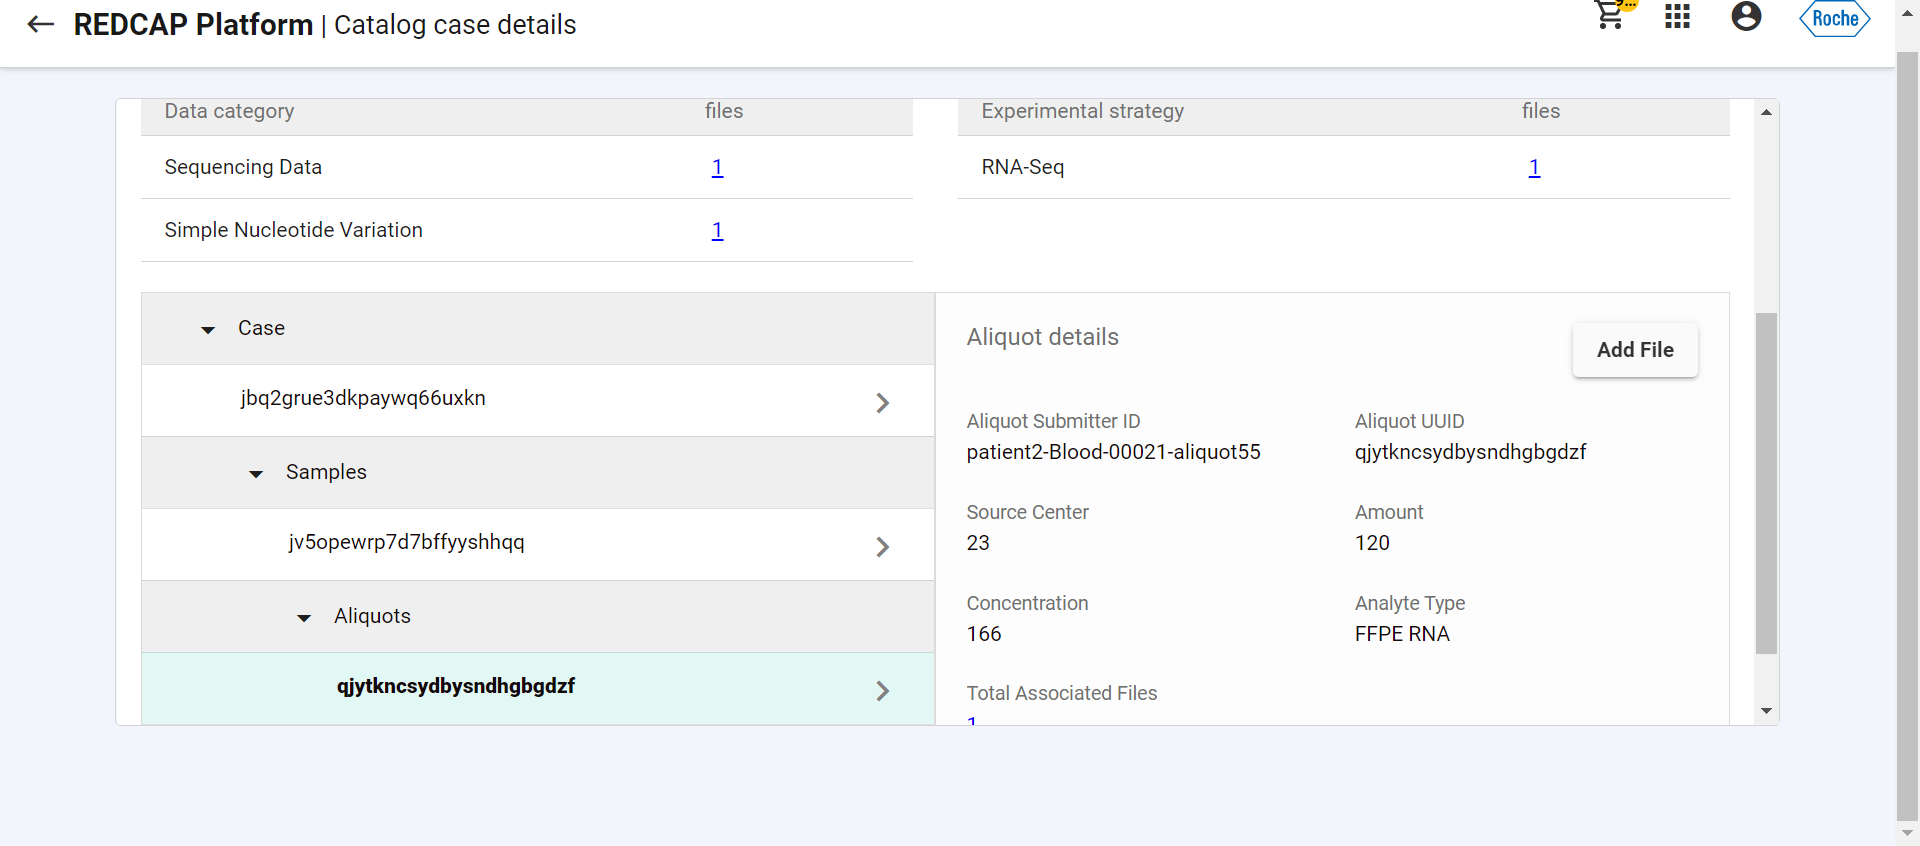 REDCAP Platform | Catalog case details
Roche
Data category files
Experimental strategy files
Sequencing Data 1
RNA-Seq 1
Simple Nucleotide Variation 1
Case
jbq2grue3dkpaywq66uxkn
Samples
jv5opewrp7d7bffyyshhqq
Aliquots
qjytkncsydbysndhgbgdzf
Aliquot details
Add File
Aliquot Submitter ID
patient2-Blood-00021-aliquot55
Aliquot UUID
qjytkncsydbysndhgbgdzf
Source Center
23
Amount
120
Concentration
166
Analyte Type
FFPE RNA
Total Associated Files
1